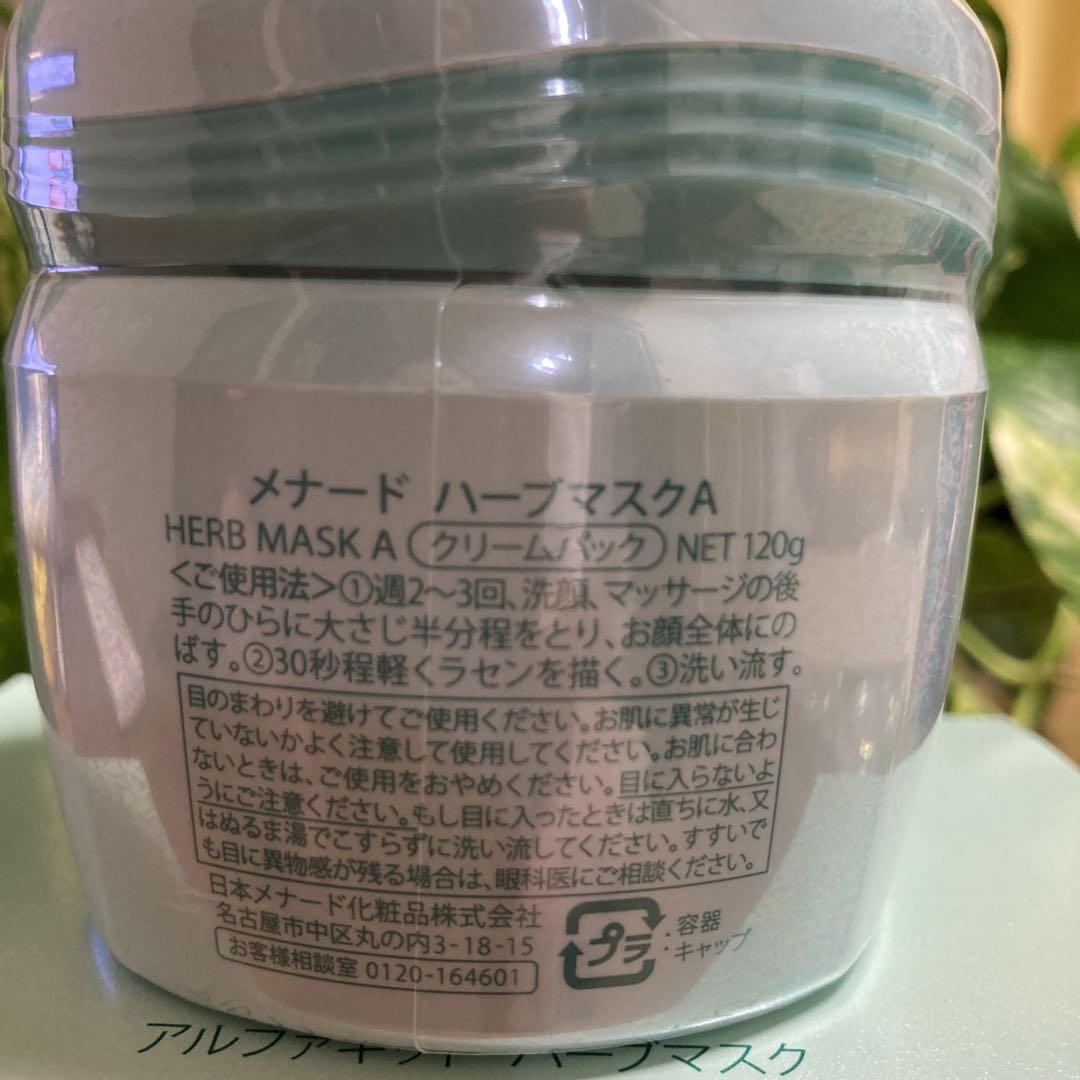 メナード ハーブマスクA
HERB MASK A クリームパック NET 120g
<ご使用法>①週2〜3回、洗顔、マッサージの後
手のひらに大さじ半分程をとり、お顔全体にの
ばす。②30秒程軽くラセンを描く。③洗い流す。
目のまわりを避けてご使用ください。お肌に異常が生じ
ていないかよく注意して使用してください。お肌に合わ
ないときは、ご使用をおやめください。目に入らないよ
うにご注意ください。もし目に入ったときは直ちに水、又
はぬるま湯でこすらずに洗い流してください。すすいで
も目に異物感が残る場合は、眼科医にご相談ください。
日本メナード化粧品株式会社
名古屋市中区丸の内3-18-15
お客様相談室 0120-164601
プラ
:容器
・キャップ
アルファキット ハーブマスク